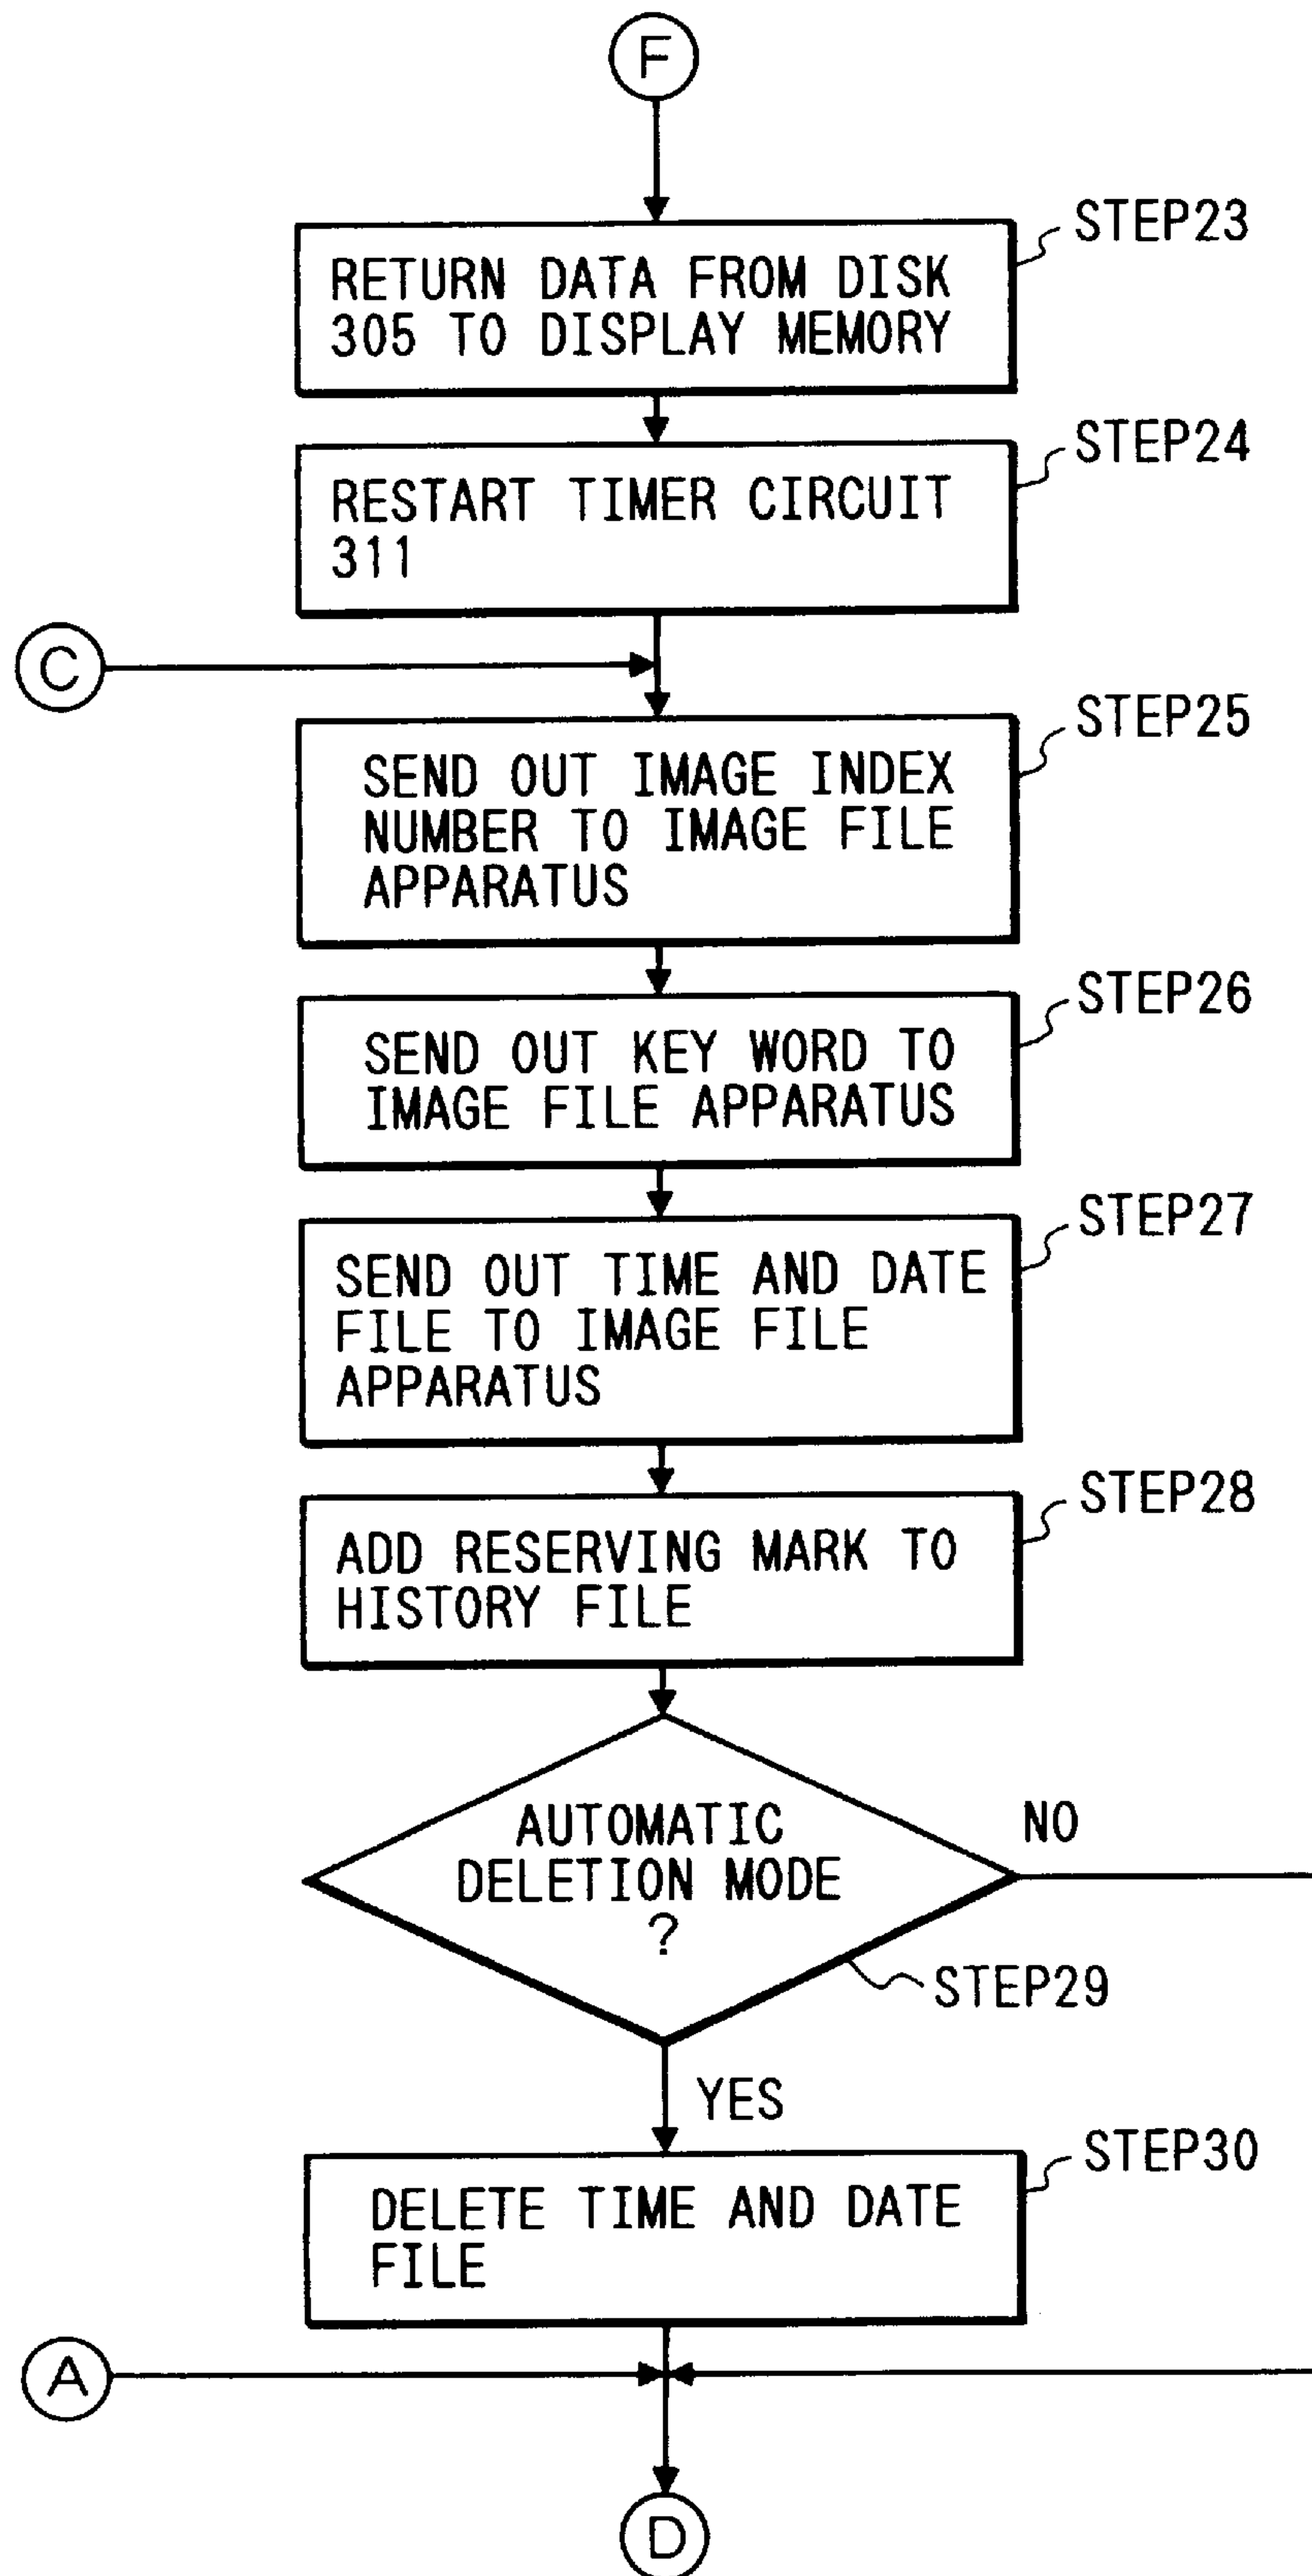 F
STEP23
RETURN DATA FROM DISK
305 TO DISPLAY MEMORY
STEP24
RESTART TIMER CIRCUIT
311
C
STEP25
SEND OUT IMAGE INDEX
NUMBER TO IMAGE FILE
APPARATUS
STEP26
SEND OUT KEY WORD TO
IMAGE FILE APPARATUS
STEP27
SEND OUT TIME AND DATE
FILE TO IMAGE FILE
APPARATUS
STEP28
ADD RESERVING MARK TO
HISTORY FILE
AUTOMATIC
DELETION MODE
?
NO
STEP29
YES
STEP30
DELETE TIME AND DATE
FILE
A
D